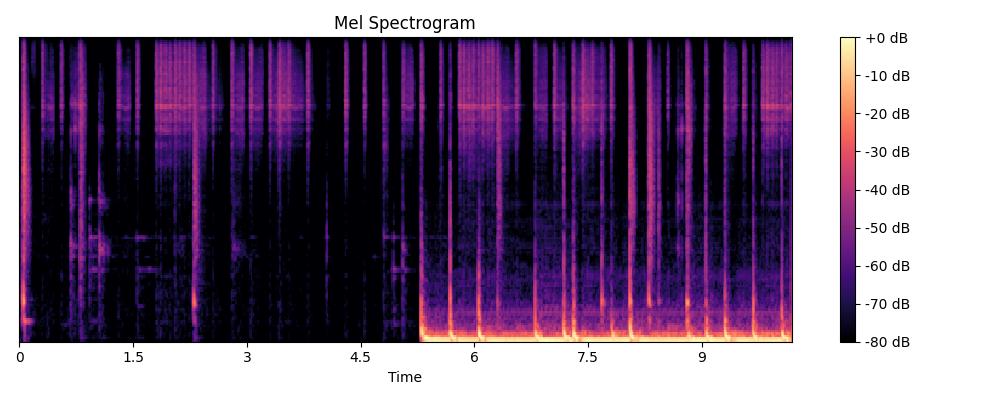 Mel Spectrogram
+0 dB
-10 dB
-20 dB
-30 dB
-40 dB
-50 dB
-60 dB
-70 dB
-80 dB
0 1.5 3 4.5 6 7.5 9
Time